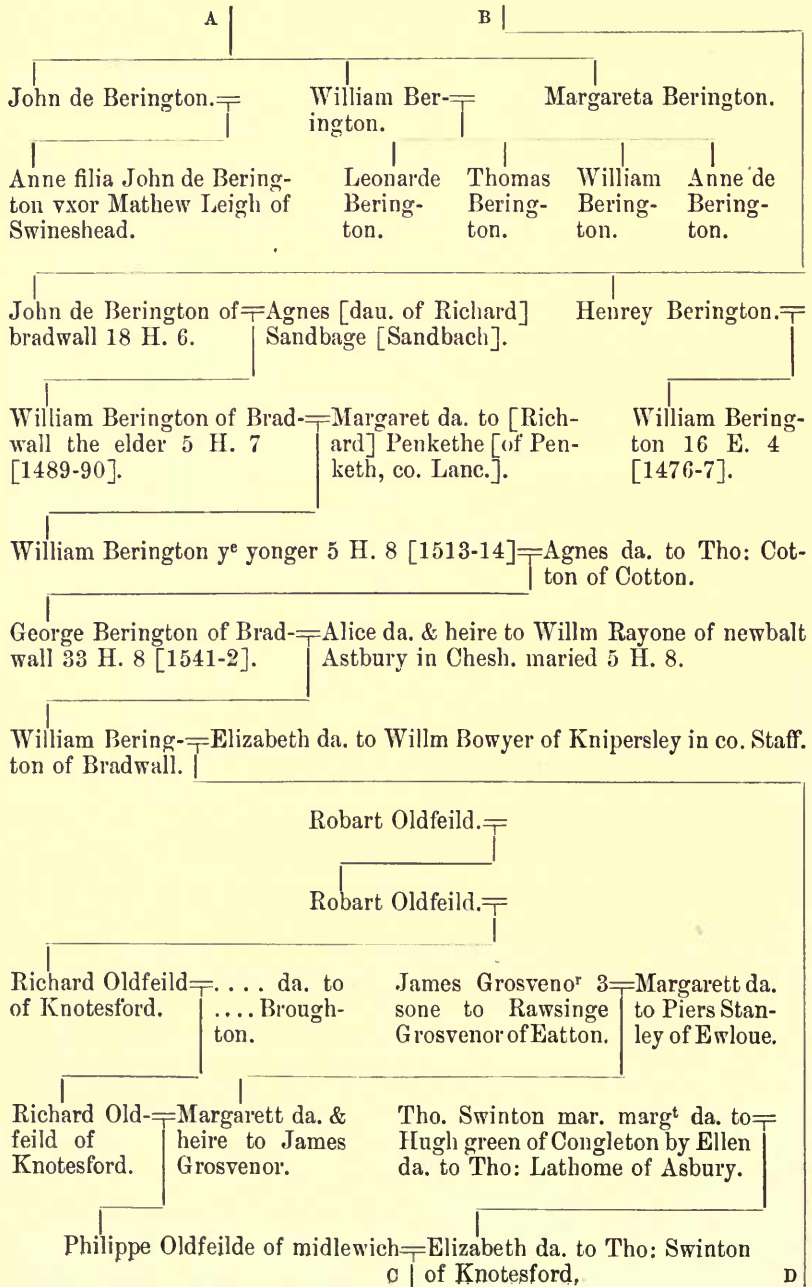 A B
John de Berington. William Ber- Margareta Berington.
ington.
Anne filia John de Bering- Leonarde Thomas William Anne de
ton vxor Mathew Leigh of Bering- Bering- Bering- Bering-
Swineshead. ton. ton. ton. ton.
John de Berington of Agnes [dau. of Richard] Henrey Berington.
bradwall 18 H. 6. Sandbage [Sandbach].
William Berington of Brad- Margaret da. to [Rich- William Bering-
wall the elder 5 H. 7 ard] Penkethe [of Pen- ton 16 E. 4
[1489-90]. keth, co. Lanc.]. [1476-7].
William Berington yᵉ yonger 5 H. 8 [1513-14] Agnes da. to Tho: Cot-
ton of Cotton.
George Berington of Brad- Alice da. & heire to Willm Rayone of newbalt
wall 33 H. 8 [1541-2]. Astbury in Chesh. maried 5 H. 8.
William Bering- Elizabeth da. to Willm Bowyer of Knipersley in co. Staff.
ton of Bradwall.
Robart Oldfeild.
Robart Oldfeild.
Richard Oldfeild . . . . da. to James Grosvenoʳ 3 Margarett da.
of Knotesford. . . . . Brough- sone to Rawsinge to Piers Stan-
ton. Grosvenor of Eatton. ley of Ewloue.
Richard Old- Margarett da. & Tho. Swinton mar. margᵗ da. to
feild of heire to James Hugh green of Congleton by Ellen
Knotesford. Grosvenor. da. to Tho: Lathome of Asbury.
Philippe Oldfeilde of midlewich Elizabeth da. to Tho: Swinton
C of Knotesford, D